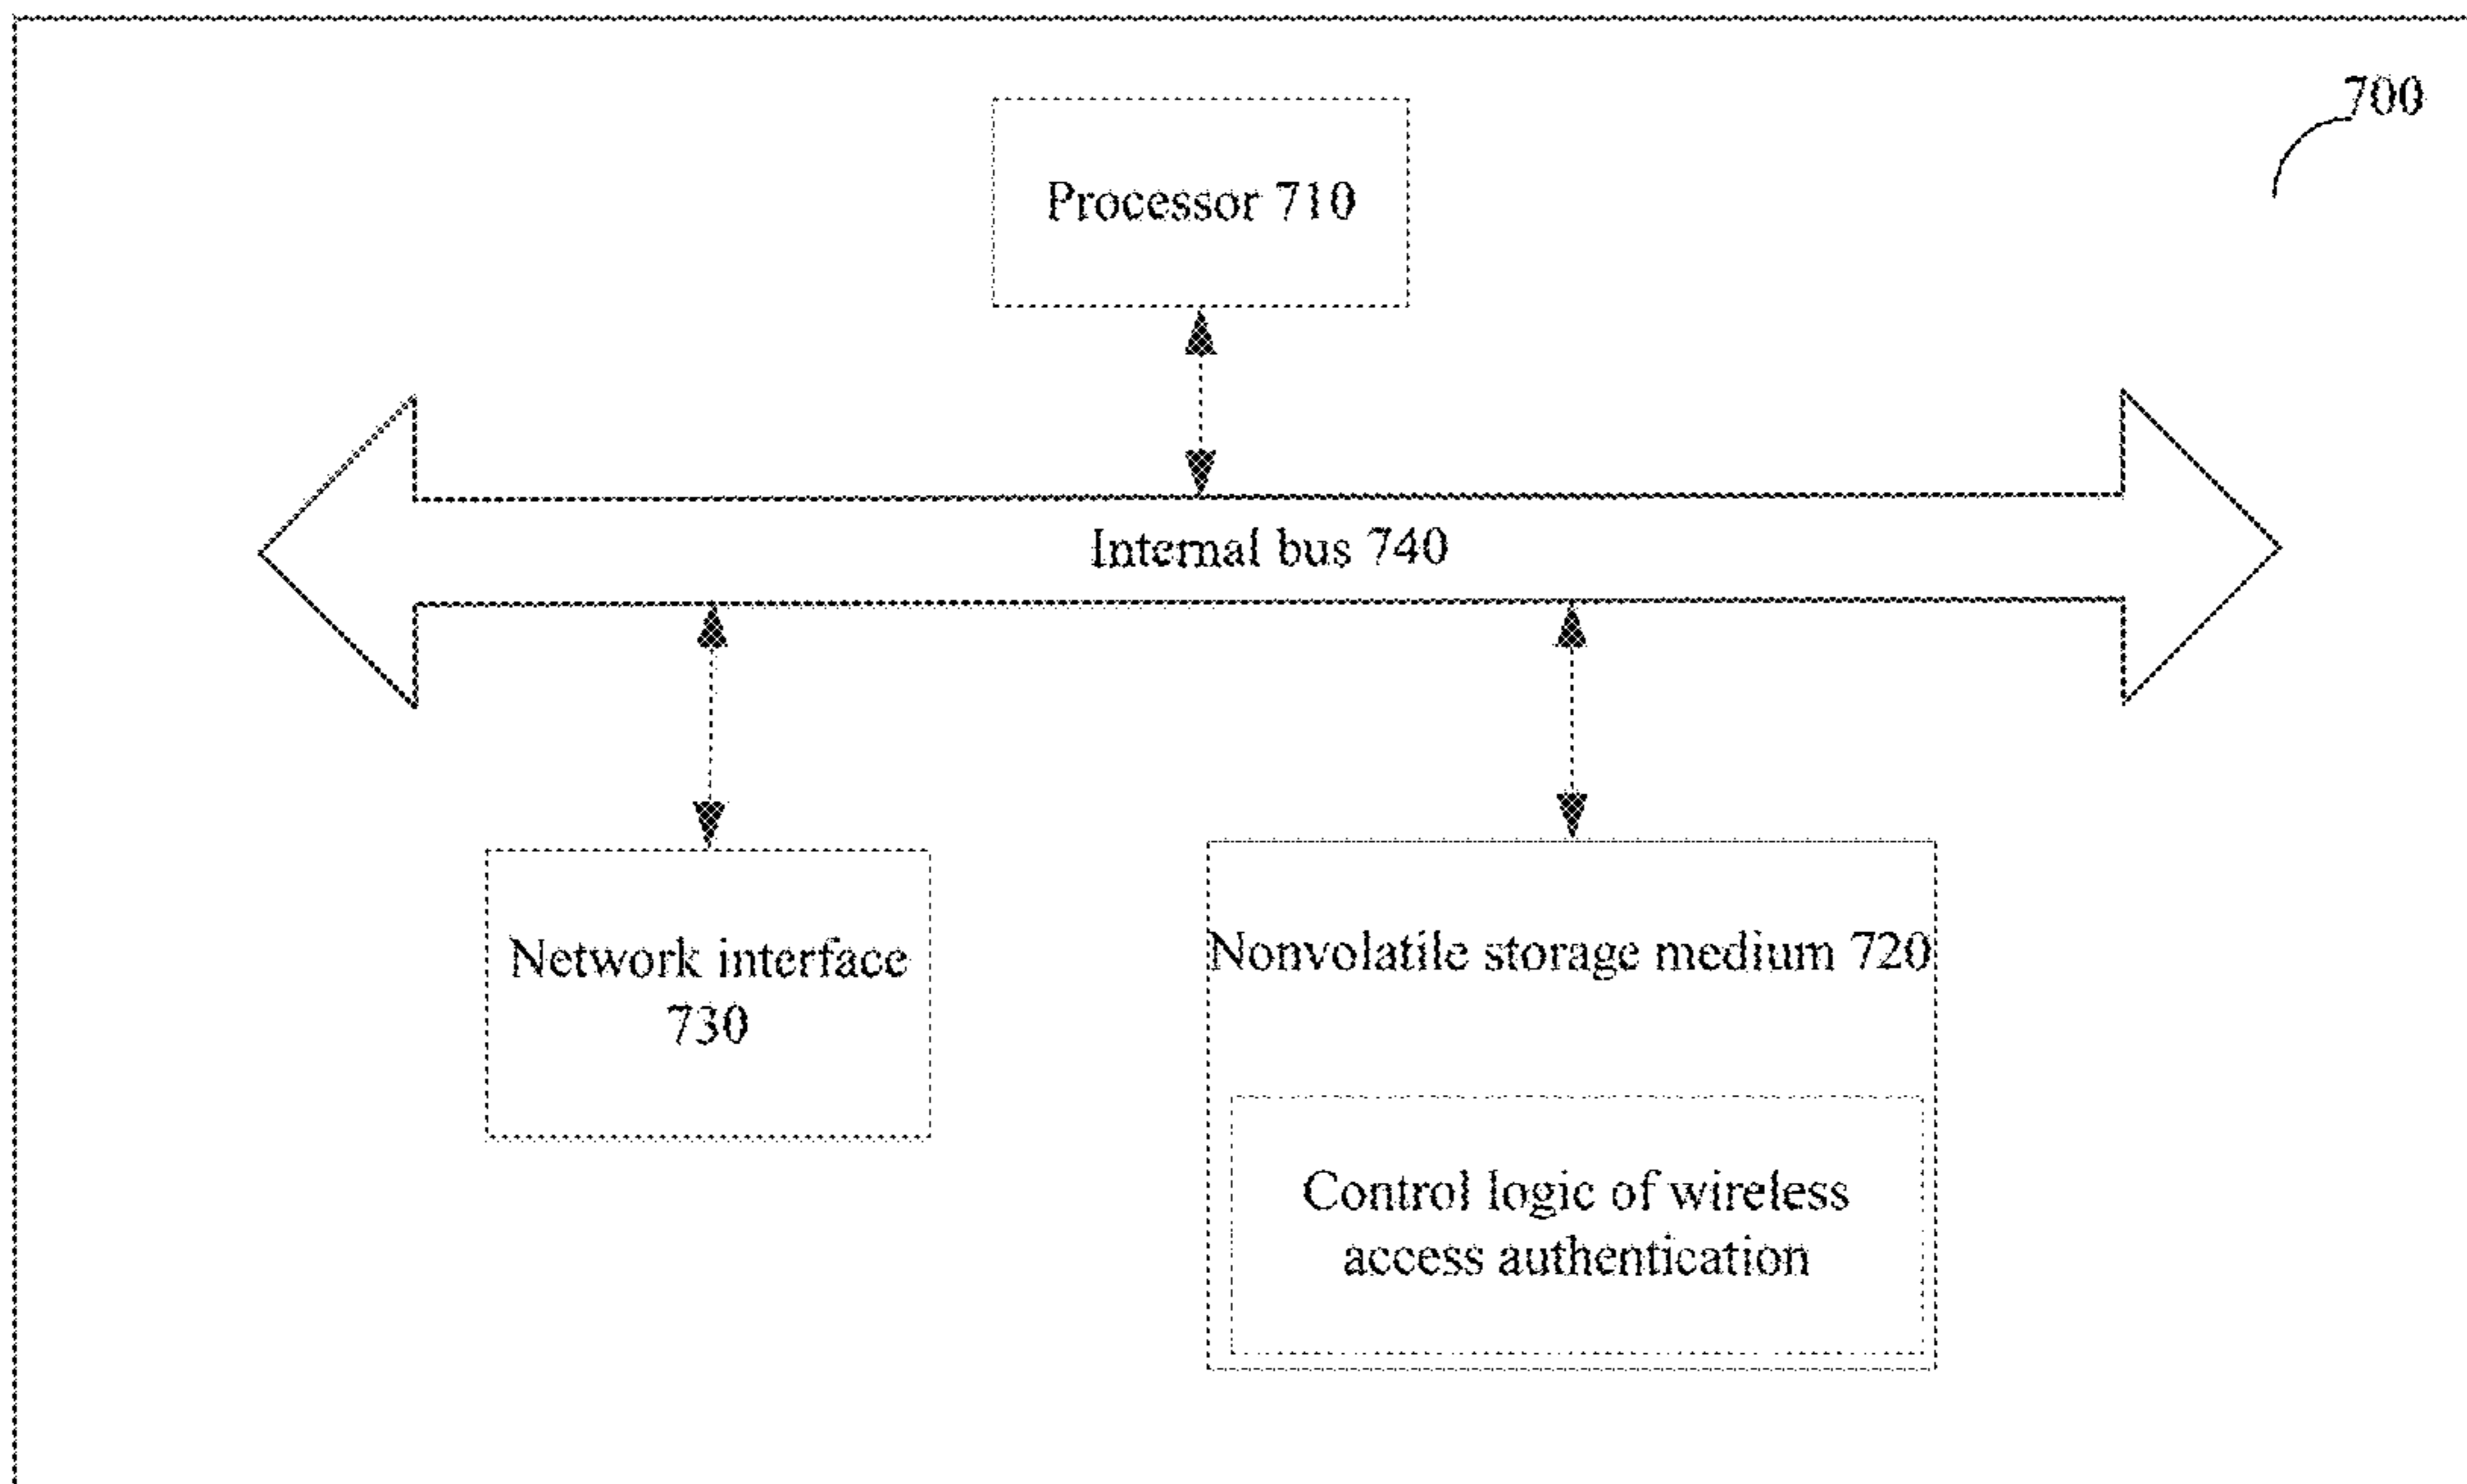 700
Processor 710
Internal bus 740
Network interface
730
Nonvolatile storage medium 720
Control logic of wireless
access authentication